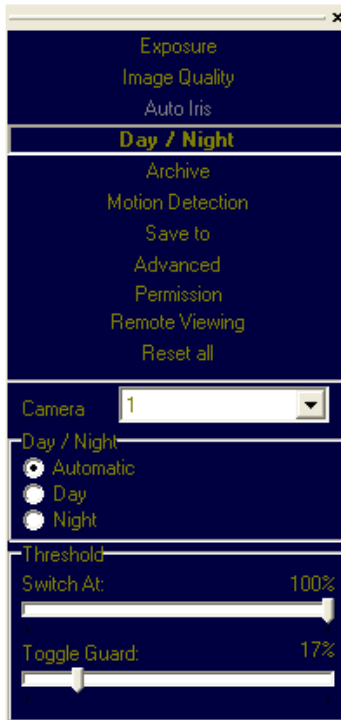 Exposure
Image Quality
Auto Iris
Day / Night
Archive
Motion Detection
Save to
Advanced
Permission
Remote Viewing
Reset all
Camera 1
Day / Night
Automatic
Day
Night
Threshold
Switch At: 100%
Toggle Guard: 17%